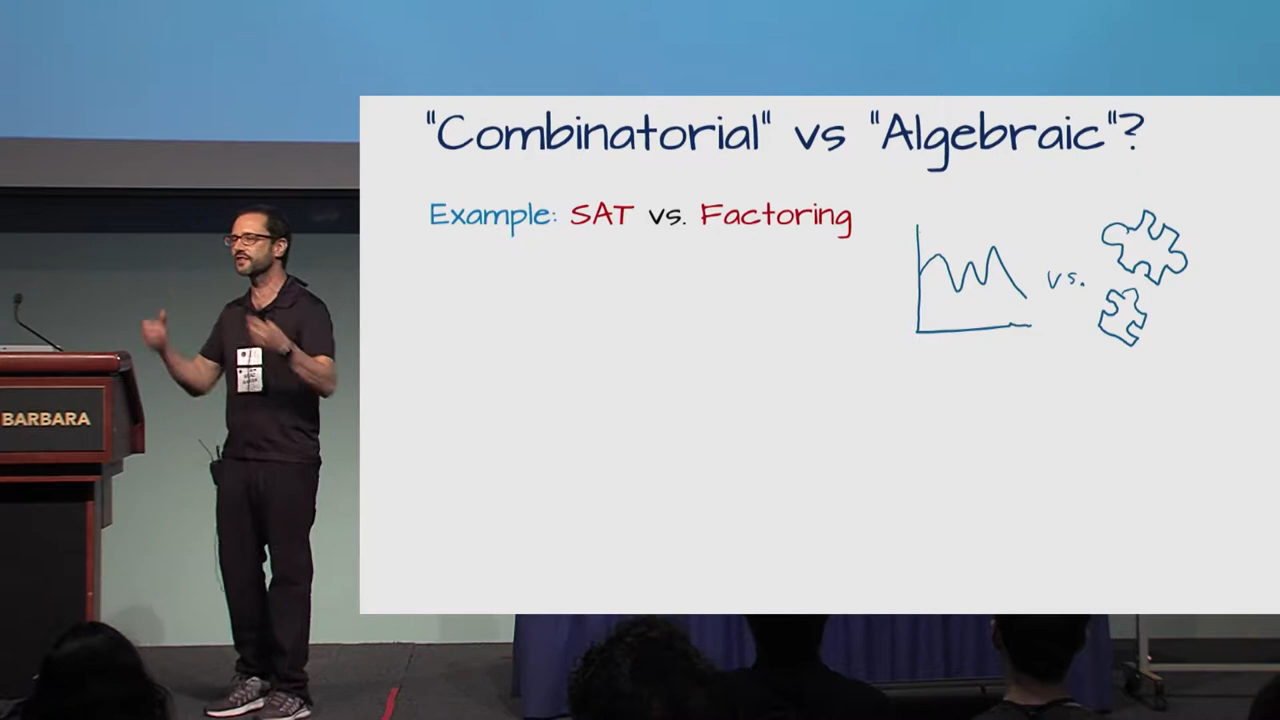 "Combinatorial" vs "Algebraic"?
Example: SAT vs. Factoring
vs.
BARBARA